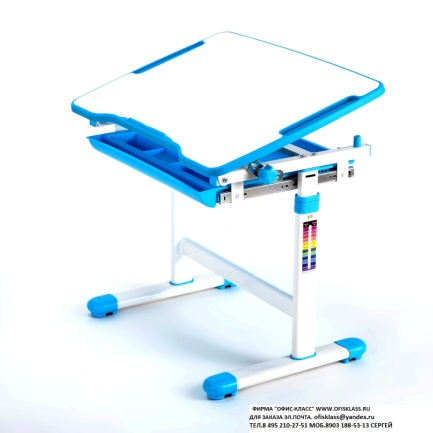 ФИРМА "ОФИС-КЛАСС" WWW.OFISKLASS.RU
ДЛЯ ЗАКАЗА ЭЛ.ПОЧТА. ofisklass@yandex.ru
ТЕЛ.8 495 210-27-51 МОБ.8903 188-53-13 СЕРГЕЙ